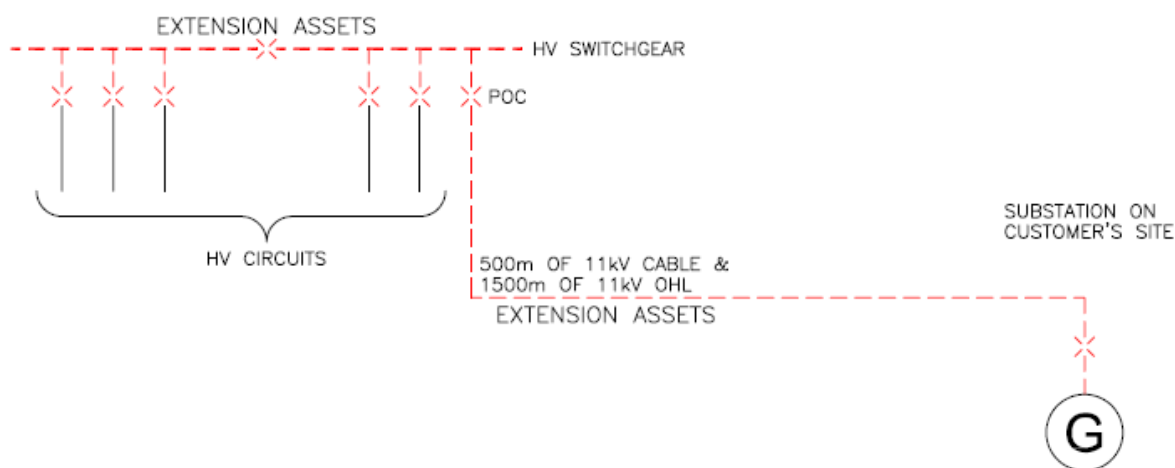 EXTENSION ASSETS
HV SWITCHGEAR
POC
HV CIRCUITS
SUBSTATION ON
CUSTOMER'S SITE
500m OF 11kV CABLE &
1500m OF 11kV OHL
EXTENSION ASSETS
G